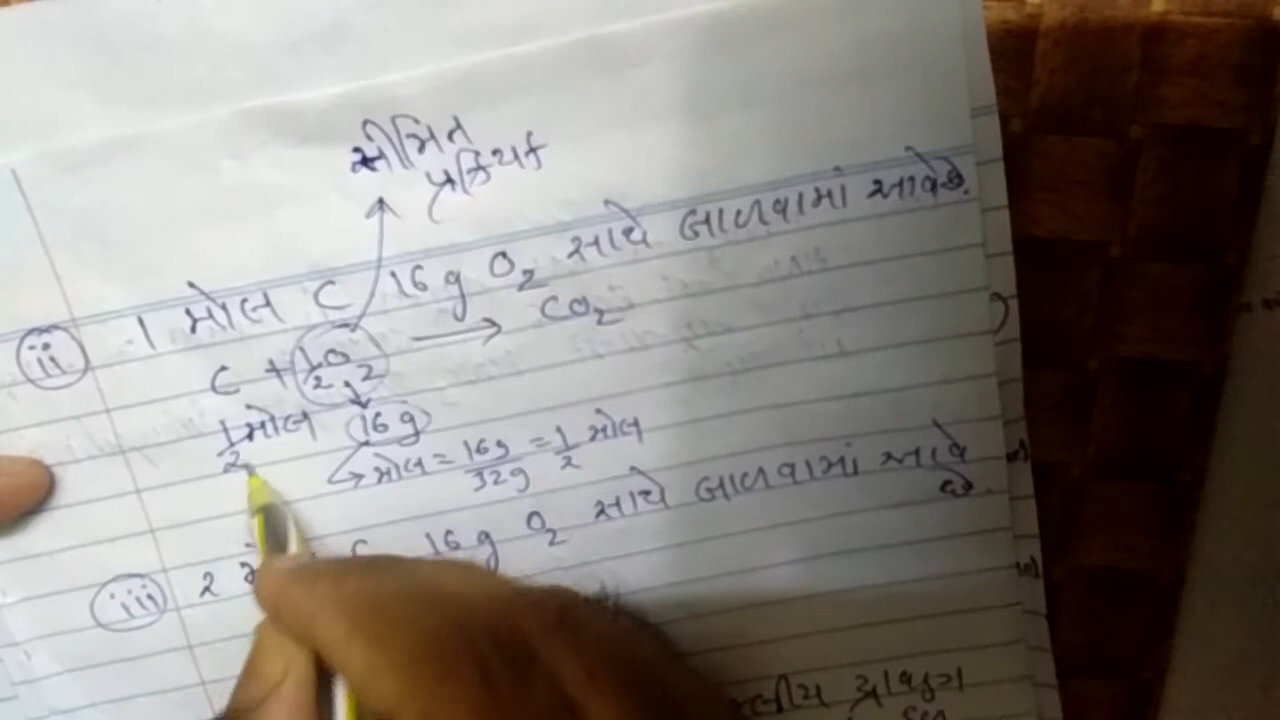 સીમિત
પ્રક્રિયક
(ii) 1 મોલ C 16 g O₂ સાથે બાળવામાં આવે છે.
C + 1/2 O₂ → CO₂
1/2 મોલ 16 g
↳ મોલ = 16g/32g = 1/2 મોલ
(iii) 2 C 16 g O₂ સાથે બાળવામાં આવે છે.